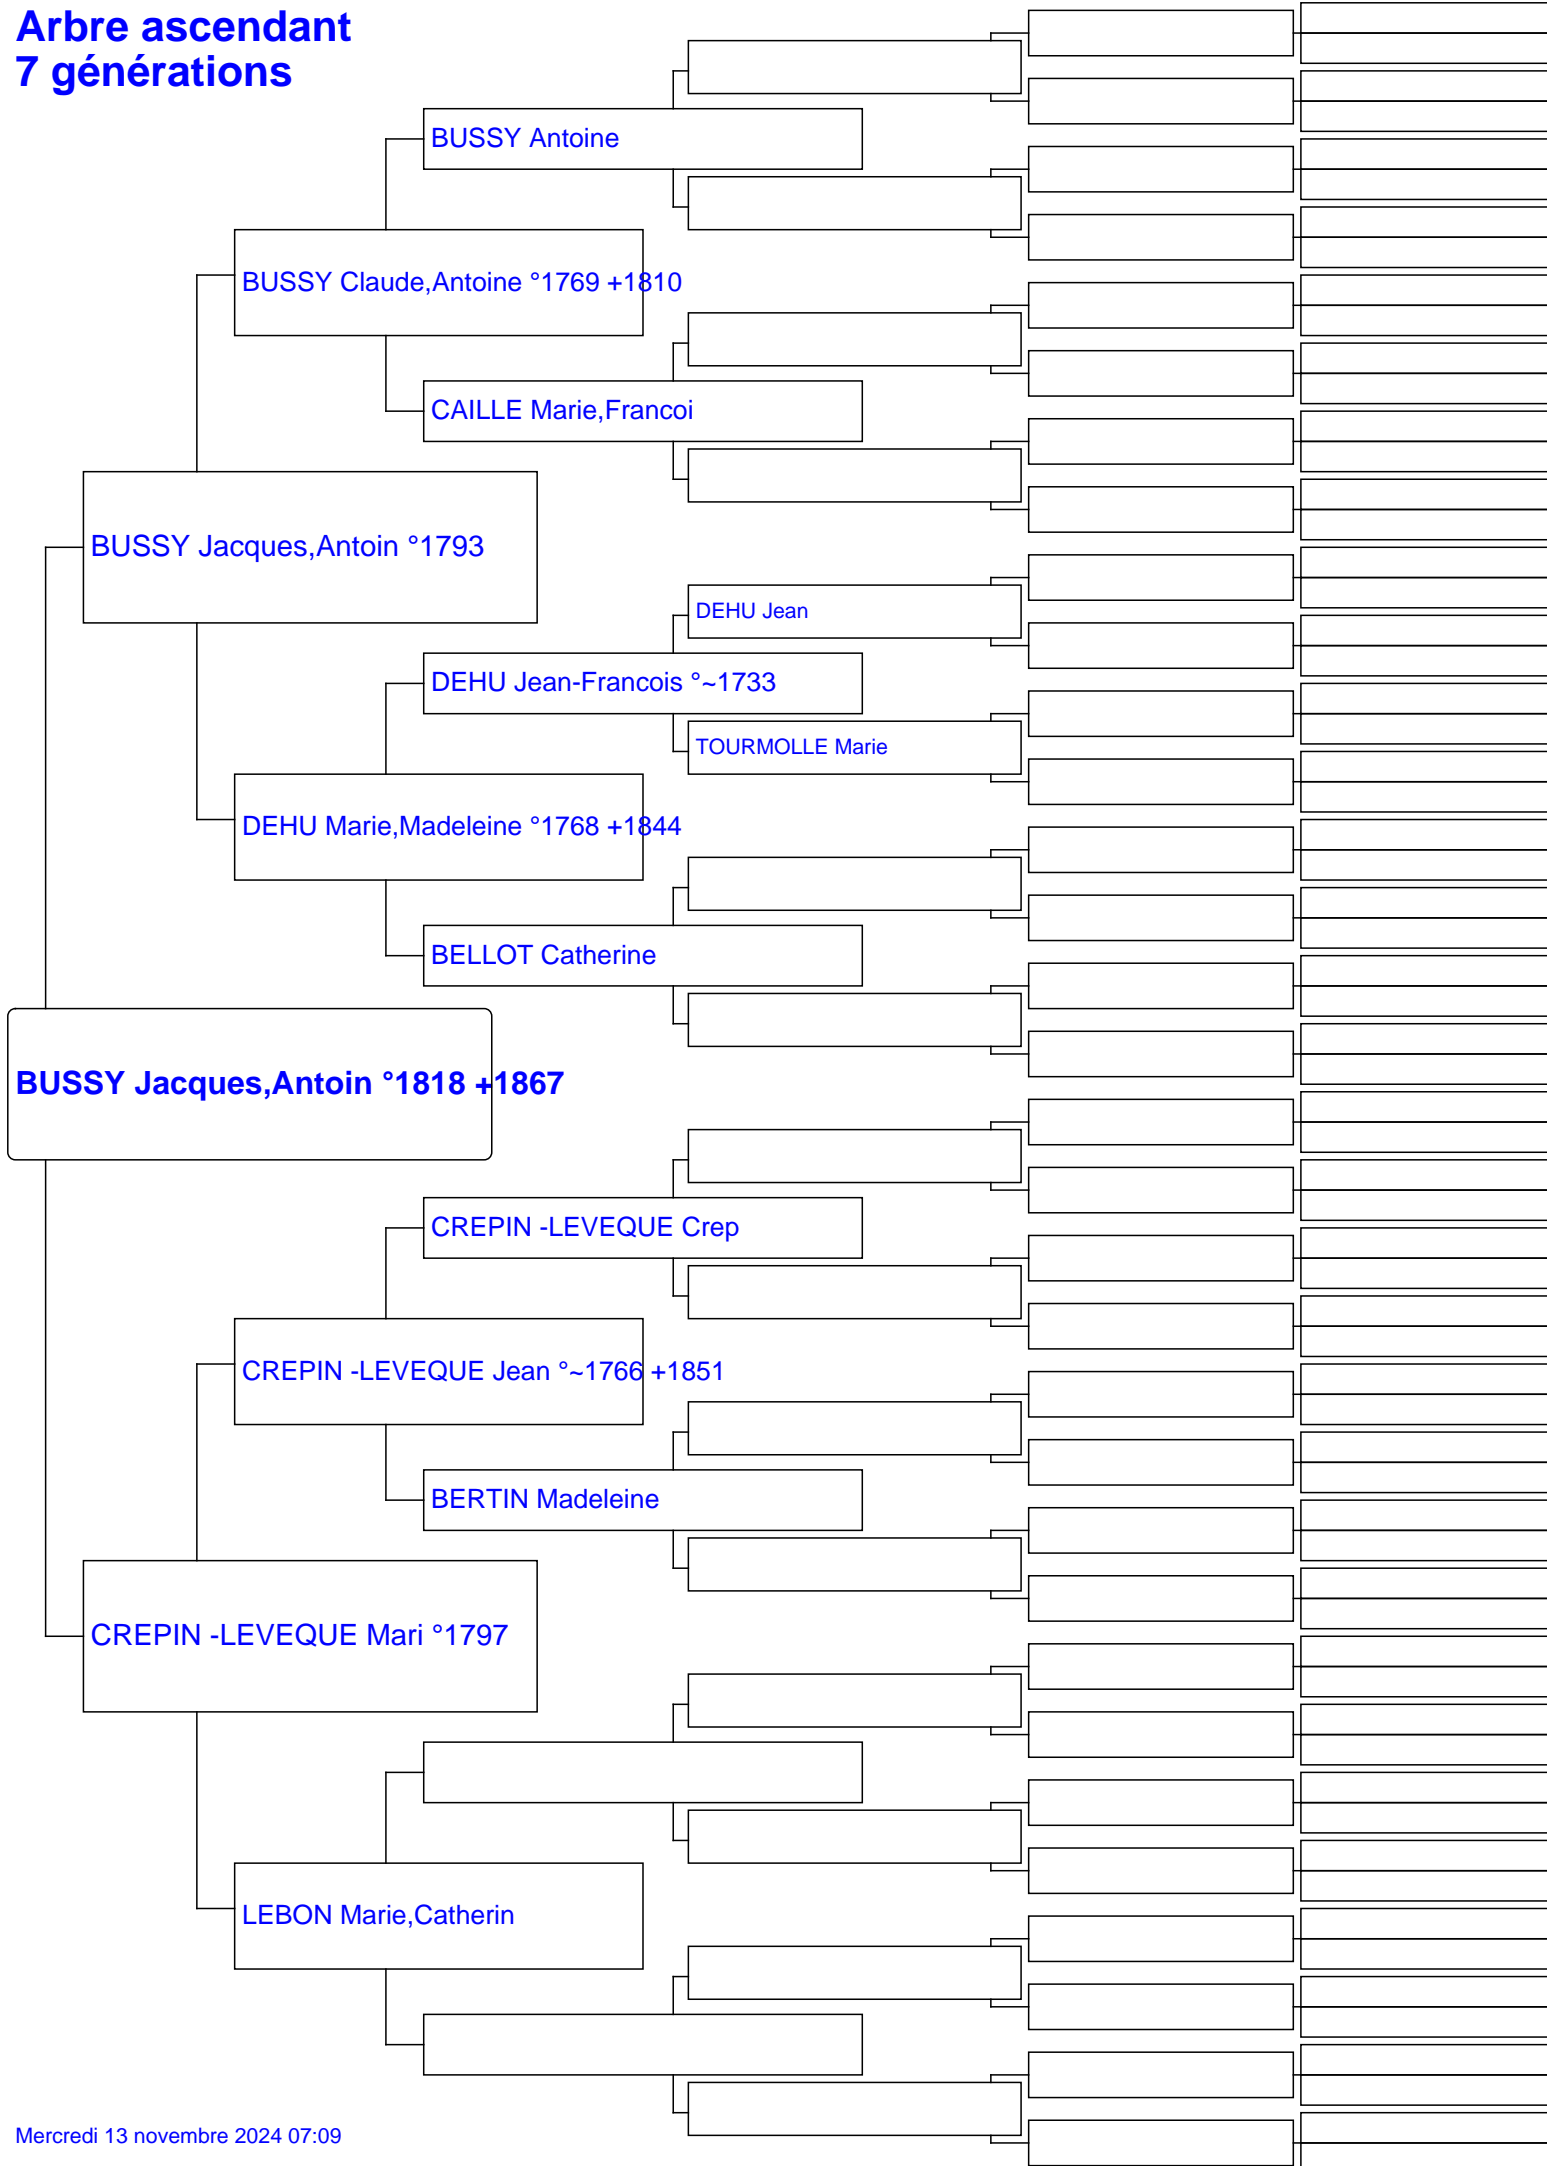 Arbre ascendant
7 générations
BUSSY Antoine
BUSSY Claude,Antoine °1769 +1810
CAILLE Marie,Francoi
BUSSY Jacques,Antoin °1793
DEHU Jean
DEHU Jean-Francois °~1733
TOURMOLLE Marie
DEHU Marie,Madeleine °1768 +1844
BELLOT Catherine
BUSSY Jacques,Antoin °1818 +1867
CREPIN -LEVEQUE Crep
CREPIN -LEVEQUE Jean °~1766 +1851
BERTIN Madeleine
CREPIN -LEVEQUE Mari °1797
LEBON Marie,Catherin
Mercredi 13 novembre 2024 07:09